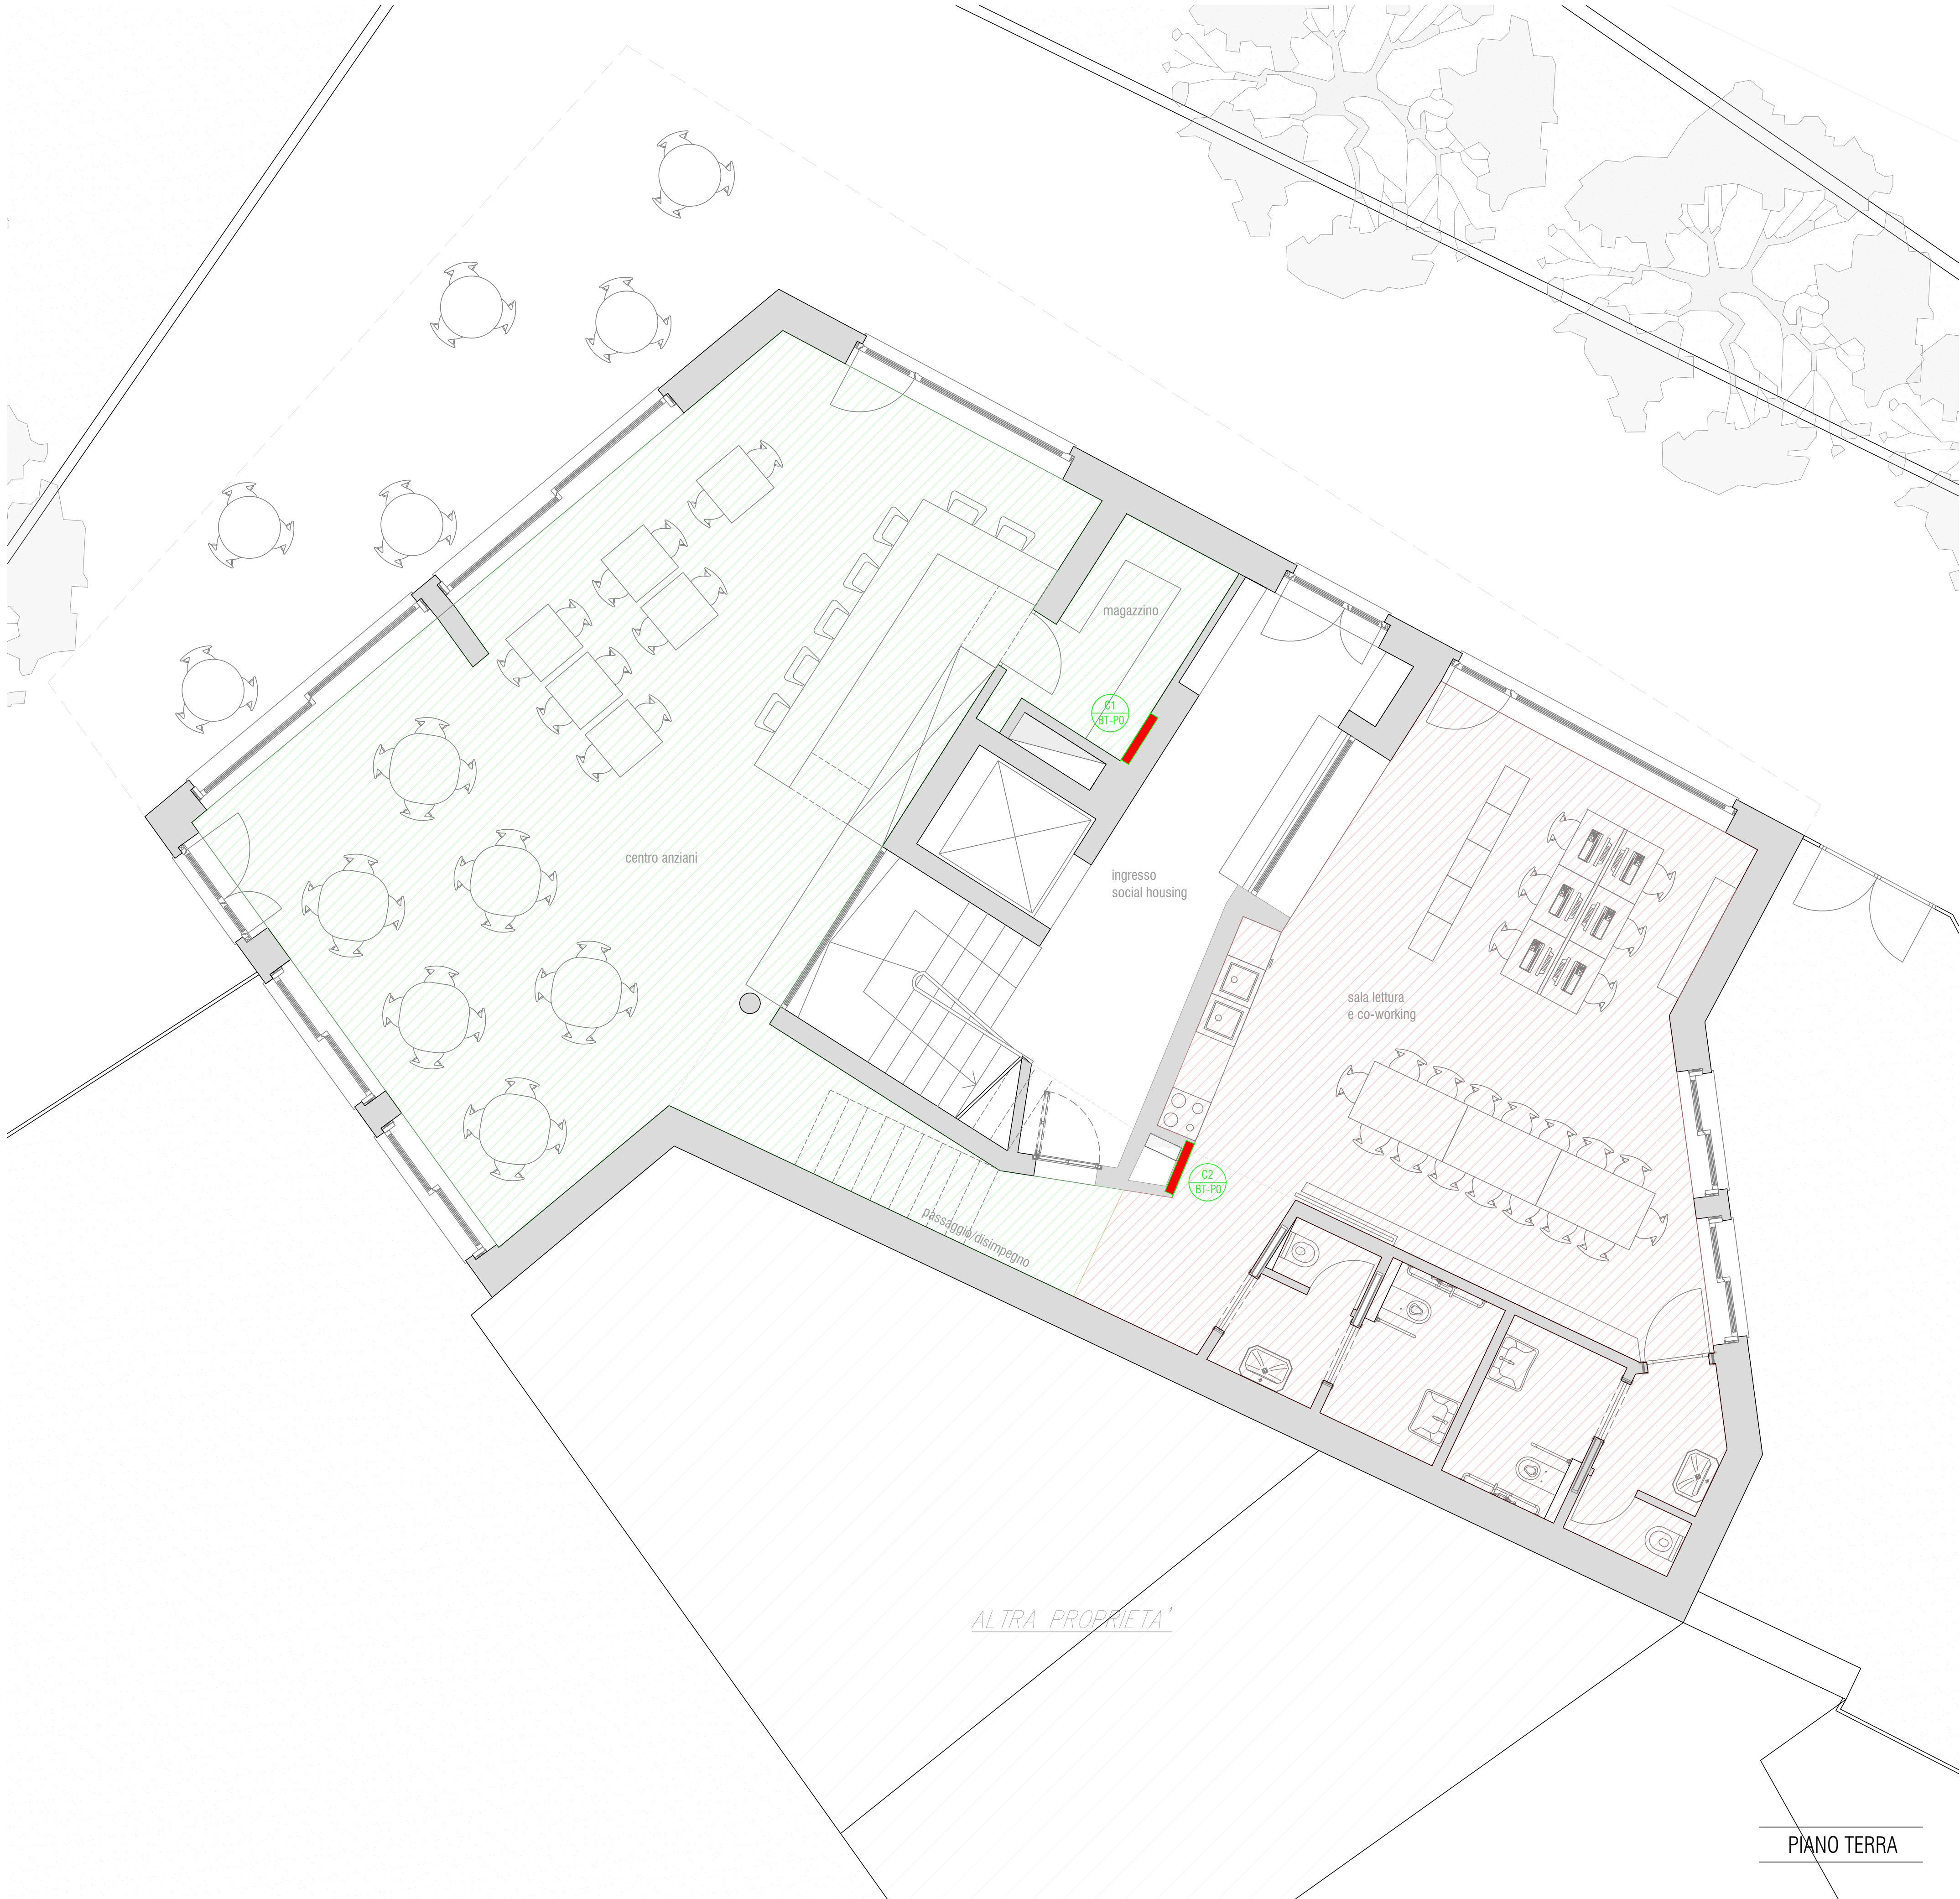 magazzino
C1
BT-P0
centro anziani
ingresso
social housing
sala lettura
e co-working
C2
BT-P0
passaggio/disimpegno
ALTRA PROPRIETA'
PIANO TERRA